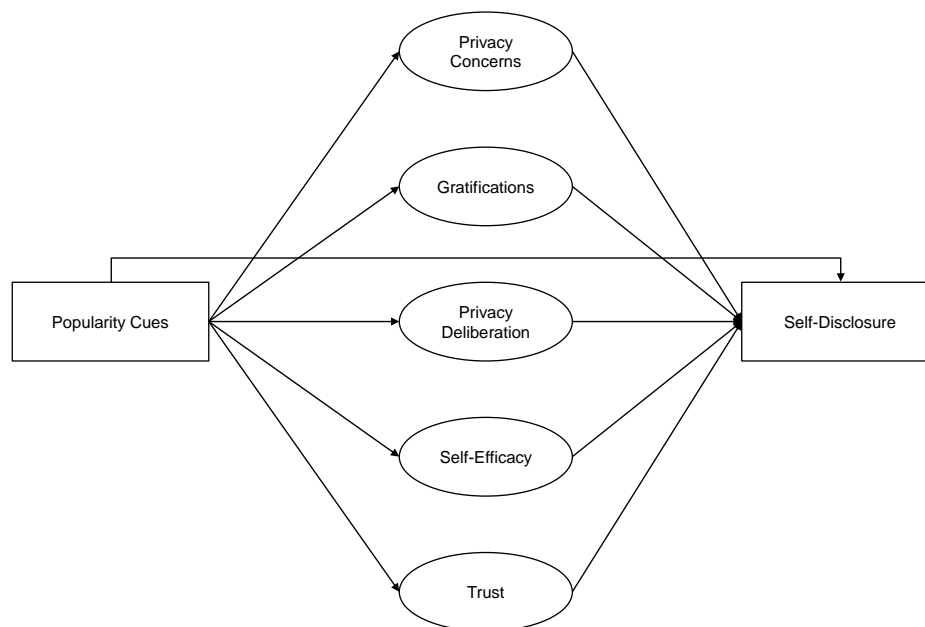 Privacy
Concerns
Gratifications
Popularity Cues
Privacy
Deliberation
Self-Disclosure
Self-Efficacy
Trust